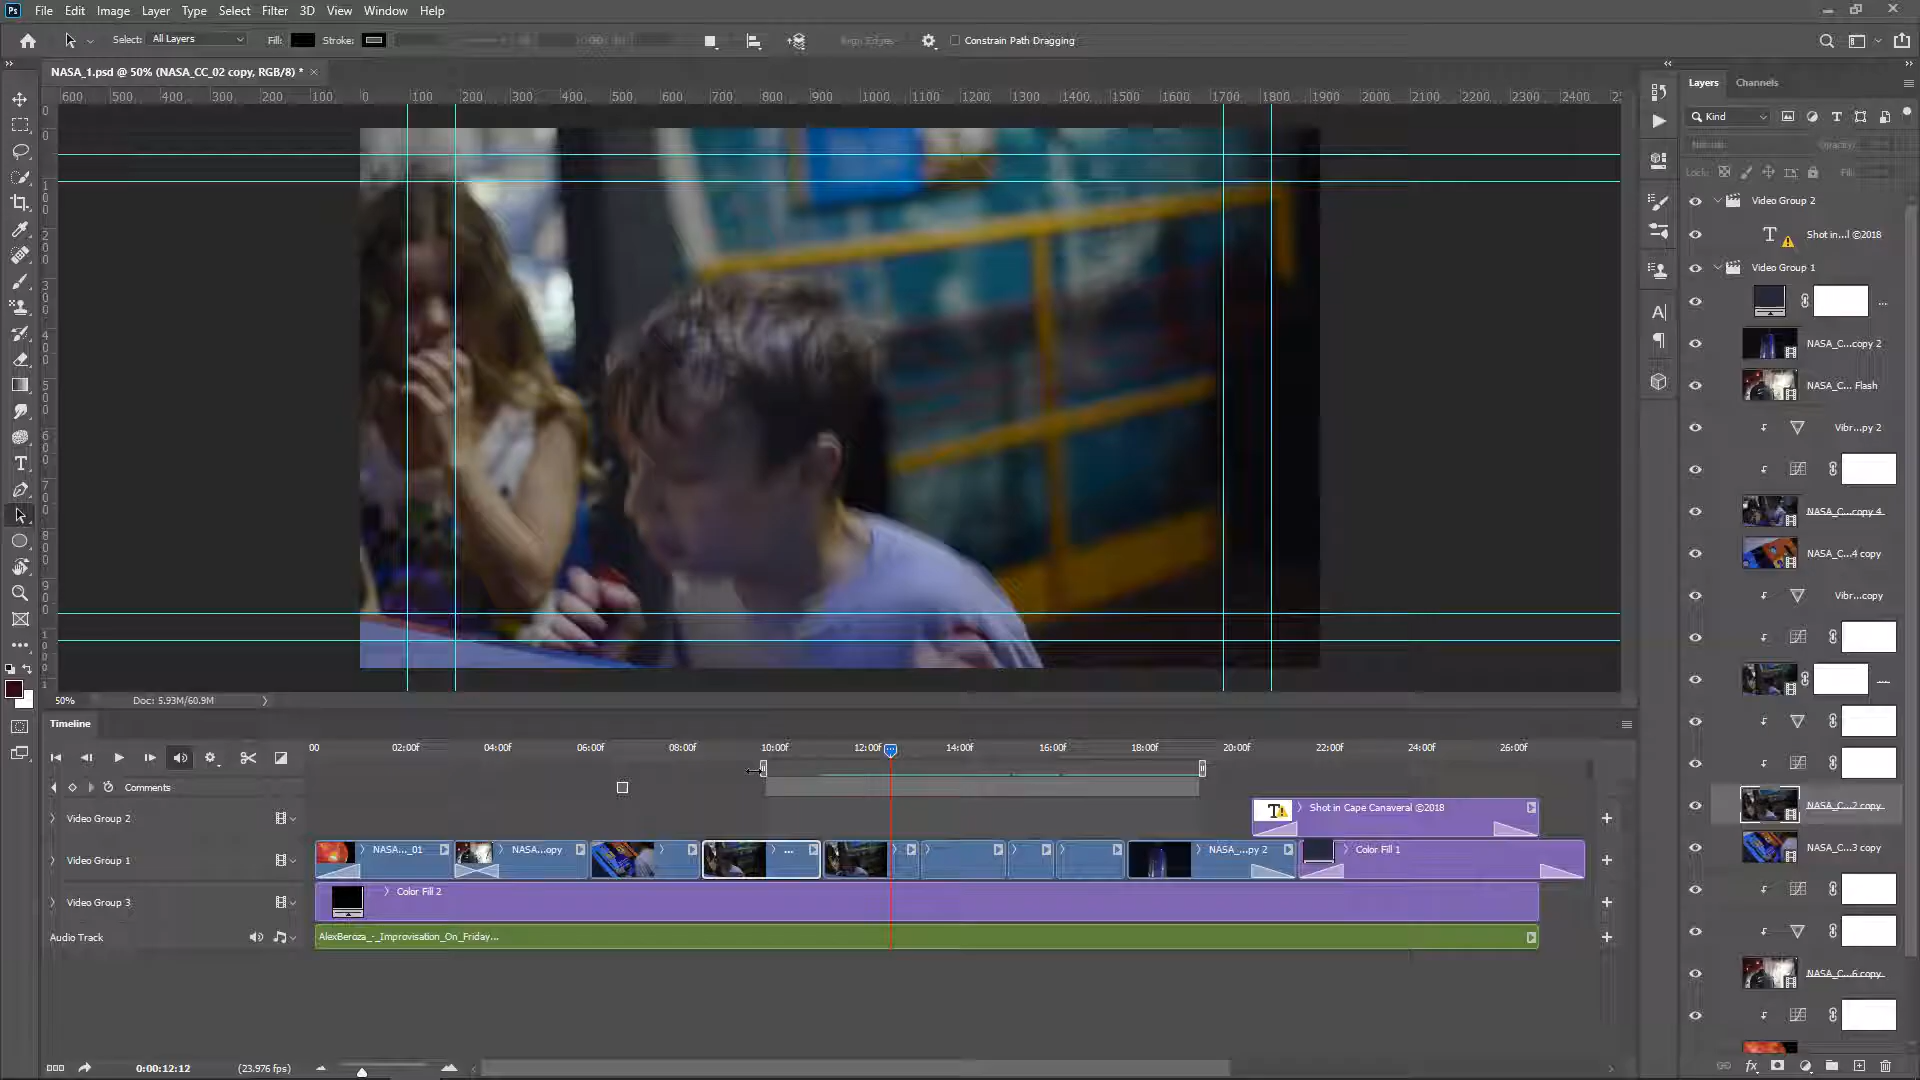 Ps File Edit Image Layer Type Select Filter 3D View Window Help
Select: All Layers Fill: Stroke: Align Edges Constrain Path Dragging
NASA_1.psd @ 50% (NASA_CC_02 copy, RGB/8) * ×
600 500 400 300 200 100 0 100 200 300 400 500 600 700 800 900 1000 1100 1200 1300 1400 1500 1600 1700 1800 1900 2000 2100 2200 2300 2400
Layers Channels
Kind
Normal Opacity:
Lock: Fill:
Video Group 2
Shot in...l ©2018
Video Group 1
...
NASA_C...copy 2
NASA_C... Flash
Vibr...py 2
NASA_C...copy 4
NASA_C...4 copy
Vibr...copy
NASA_C...2 copy
NASA_C...3 copy
NASA_C...6 copy
50% Doc: 5.93M/60.9M
Timeline
00 02:00f 04:00f 06:00f 08:00f 10:00f 12:00f 14:00f 16:00f 18:00f 20:00f 22:00f 24:00f 26:00f
Comments
Video Group 2 T Shot in Cape Canaveral ©2018
Video Group 1 NASA..._01 NASA...opy ... NASA_...py 2 Color Fill 1
Video Group 3 Color Fill 2
Audio Track AlexBeroza_-_Improvisation_On_Friday...
0:00:12:12 (23.976 fps)
fx